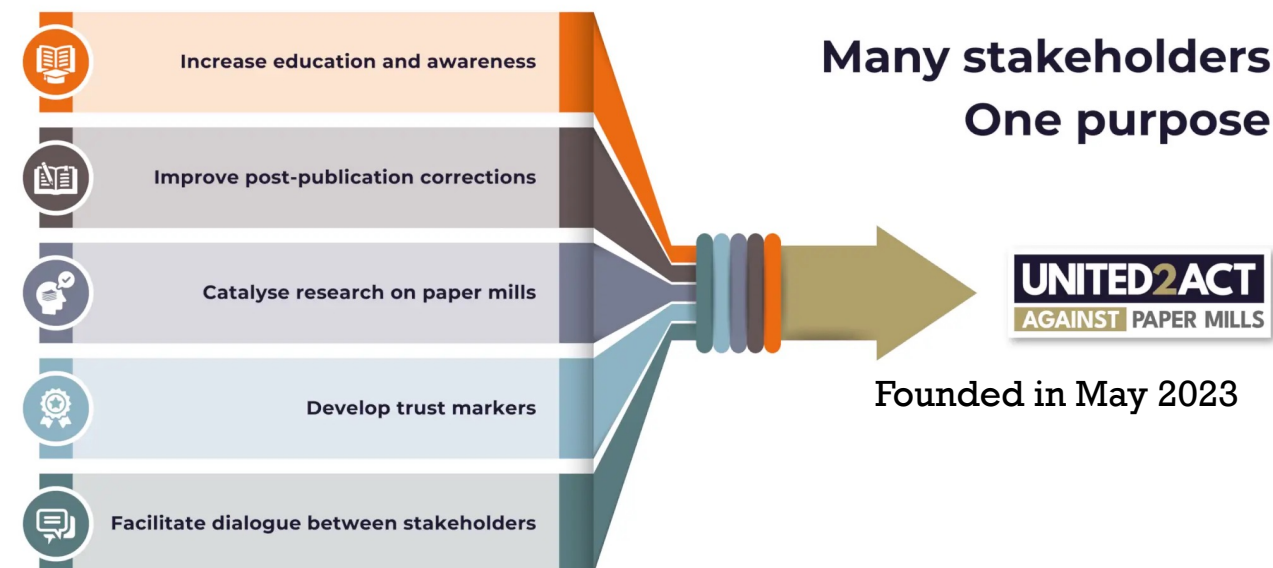 Increase education and awareness
Improve post-publication corrections
Catalyse research on paper mills
Develop trust markers
Facilitate dialogue between stakeholders
Many stakeholders
One purpose
UNITED2ACT
AGAINST PAPER MILLS
Founded in May 2023